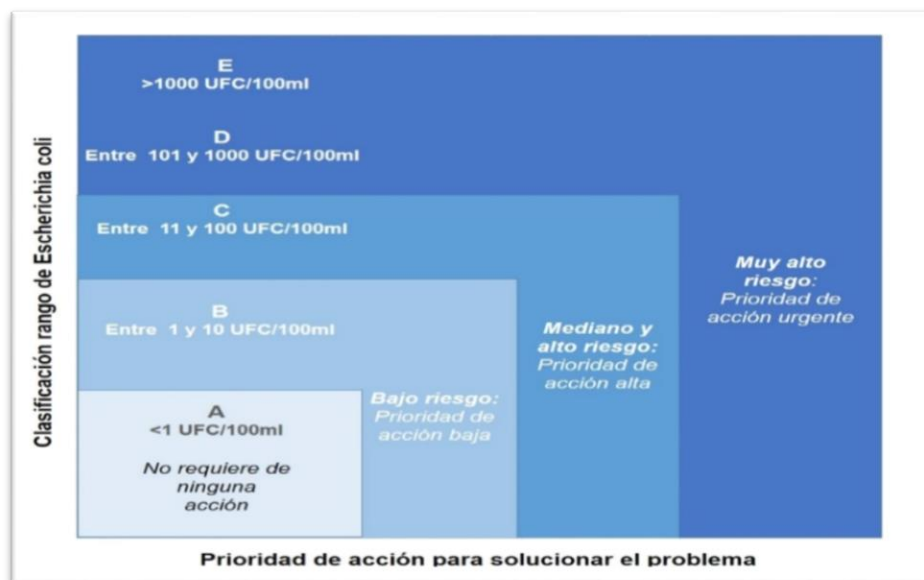 Clasificación rango de Escherichia coli
E
>1000 UFC/100ml
D
Entre 101 y 1000 UFC/100ml
C
Entre 11 y 100 UFC/100ml
B
Entre 1 y 10 UFC/100ml
A
<1 UFC/100ml
No requiere de
ninguna
acción
Bajo riesgo:
Prioridad de
acción baja
Mediano y
alto riesgo:
Prioridad de
acción alta
Muy alto
riesgo:
Prioridad de
acción urgente
Prioridad de acción para solucionar el problema